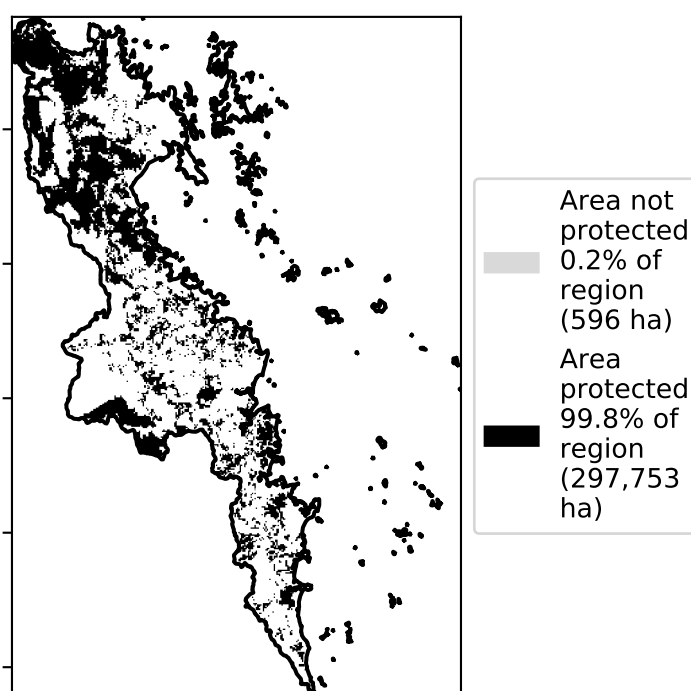 Area not
protected
0.2% of
region
(596 ha)
Area
protected
99.8% of
region
(297,753
ha)